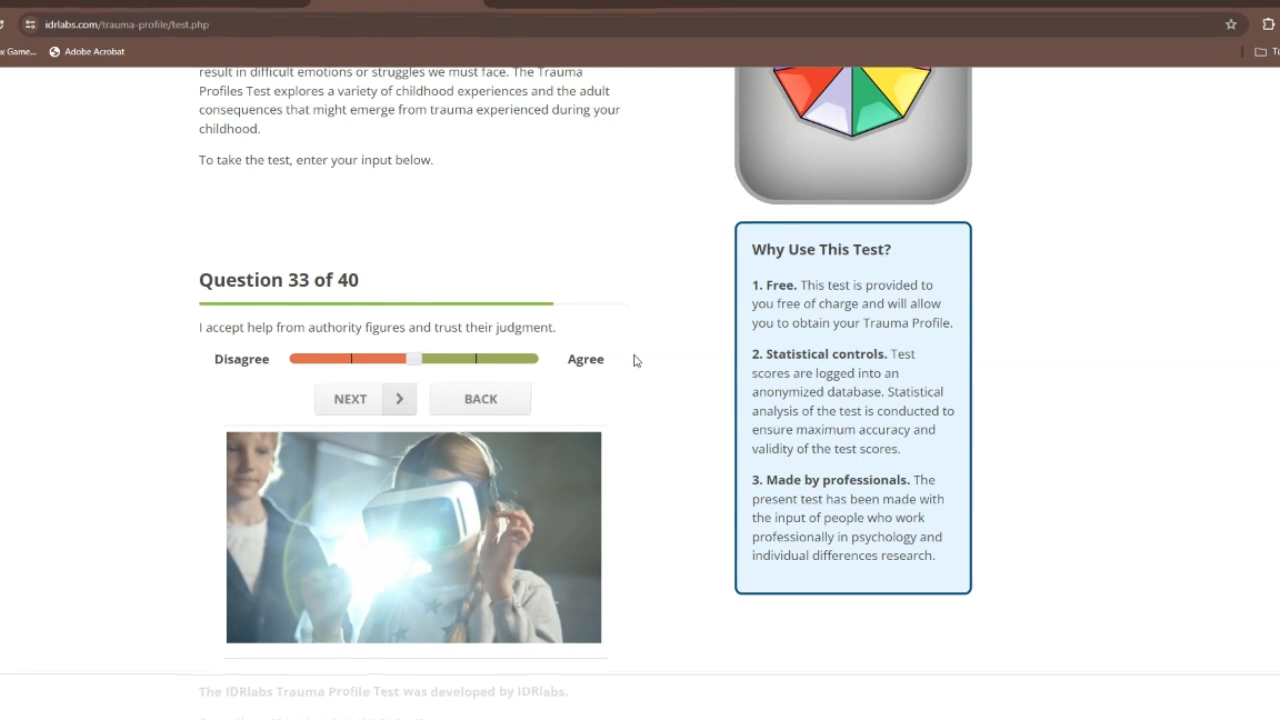 idrlabs.com/trauma-profile/test.php
Game...
Adobe Acrobat
result in difficult emotions or struggles we must face. The Trauma
Profiles Test explores a variety of childhood experiences and the adult
consequences that might emerge from trauma experienced during your
childhood.
To take the test, enter your input below.
Question 33 of 40
I accept help from authority figures and trust their judgment.
Disagree
Agree
NEXT
BACK
Why Use This Test?
1. Free. This test is provided to
you free of charge and will allow
you to obtain your Trauma Profile.
2. Statistical controls. Test
scores are logged into an
anonymized database. Statistical
analysis of the test is conducted to
ensure maximum accuracy and
validity of the test scores.
3. Made by professionals. The
present test has been made with
the input of people who work
professionally in psychology and
individual differences research.
The IDRlabs Trauma Profile Test was developed by IDRlabs.